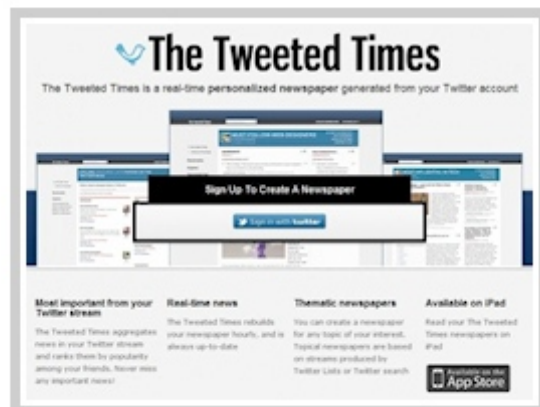 The Tweeted Times
The Tweeted Times is a real-time personalized newspaper generated from your Twitter account
MUST-FOLLOW WEB DESIGNERS
Sign Up To Create A Newspaper
Sign in with twitter
Most important from your
Twitter stream
The Tweeted Times aggregates
news in your Twitter stream
and ranks them by popularity
among your friends. Never miss
any important news!
Real-time news
The Tweeted Times rebuilds
your newspaper hourly, and is
always up-to-date
Thematic newspapers
You can create a newspaper
for any topic of your interest.
Topical newspapers are based
on streams produced by
Twitter Lists or Twitter search
Available on iPad
Read your The Tweeted
Times newspapers on
iPad
Available on the
App Store